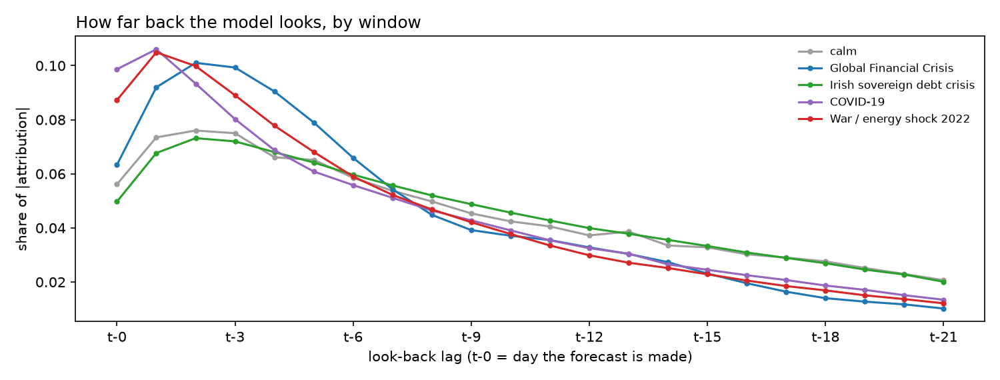 How far back the model looks, by window
share of |attribution|
0.10
0.08
0.06
0.04
0.02
calm
Global Financial Crisis
Irish sovereign debt crisis
COVID-19
War / energy shock 2022
t-0
t-3
t-6
t-9
t-12
t-15
t-18
t-21
look-back lag (t-0 = day the forecast is made)